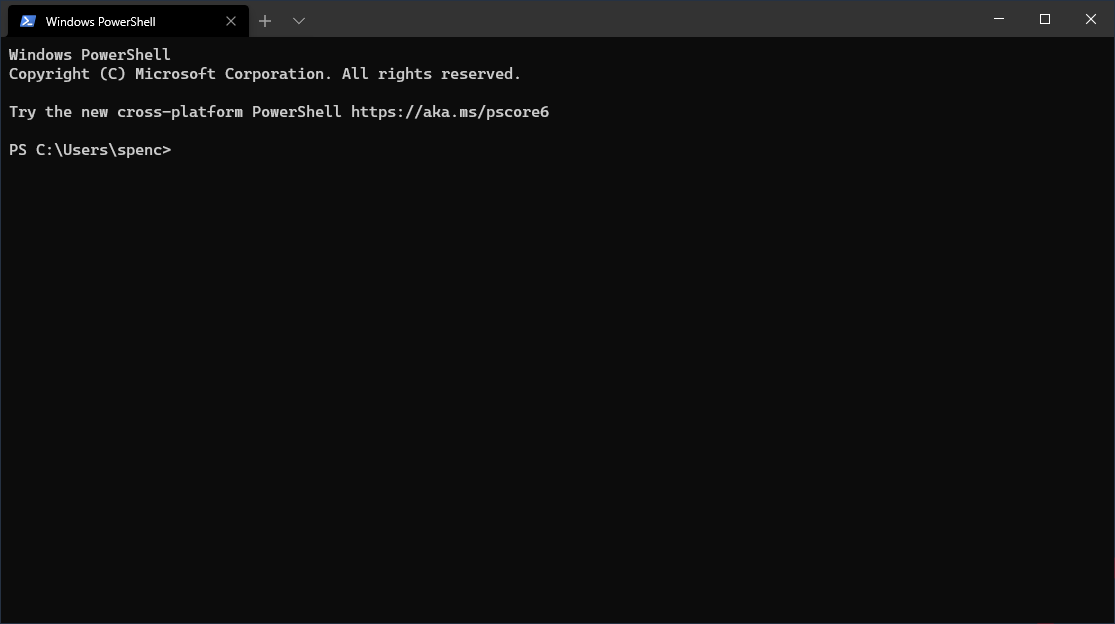 Windows PowerShell
Windows PowerShell
Copyright (C) Microsoft Corporation. All rights reserved.
Try the new cross-platform PowerShell https://aka.ms/pscore6
PS C:\Users\spenc>